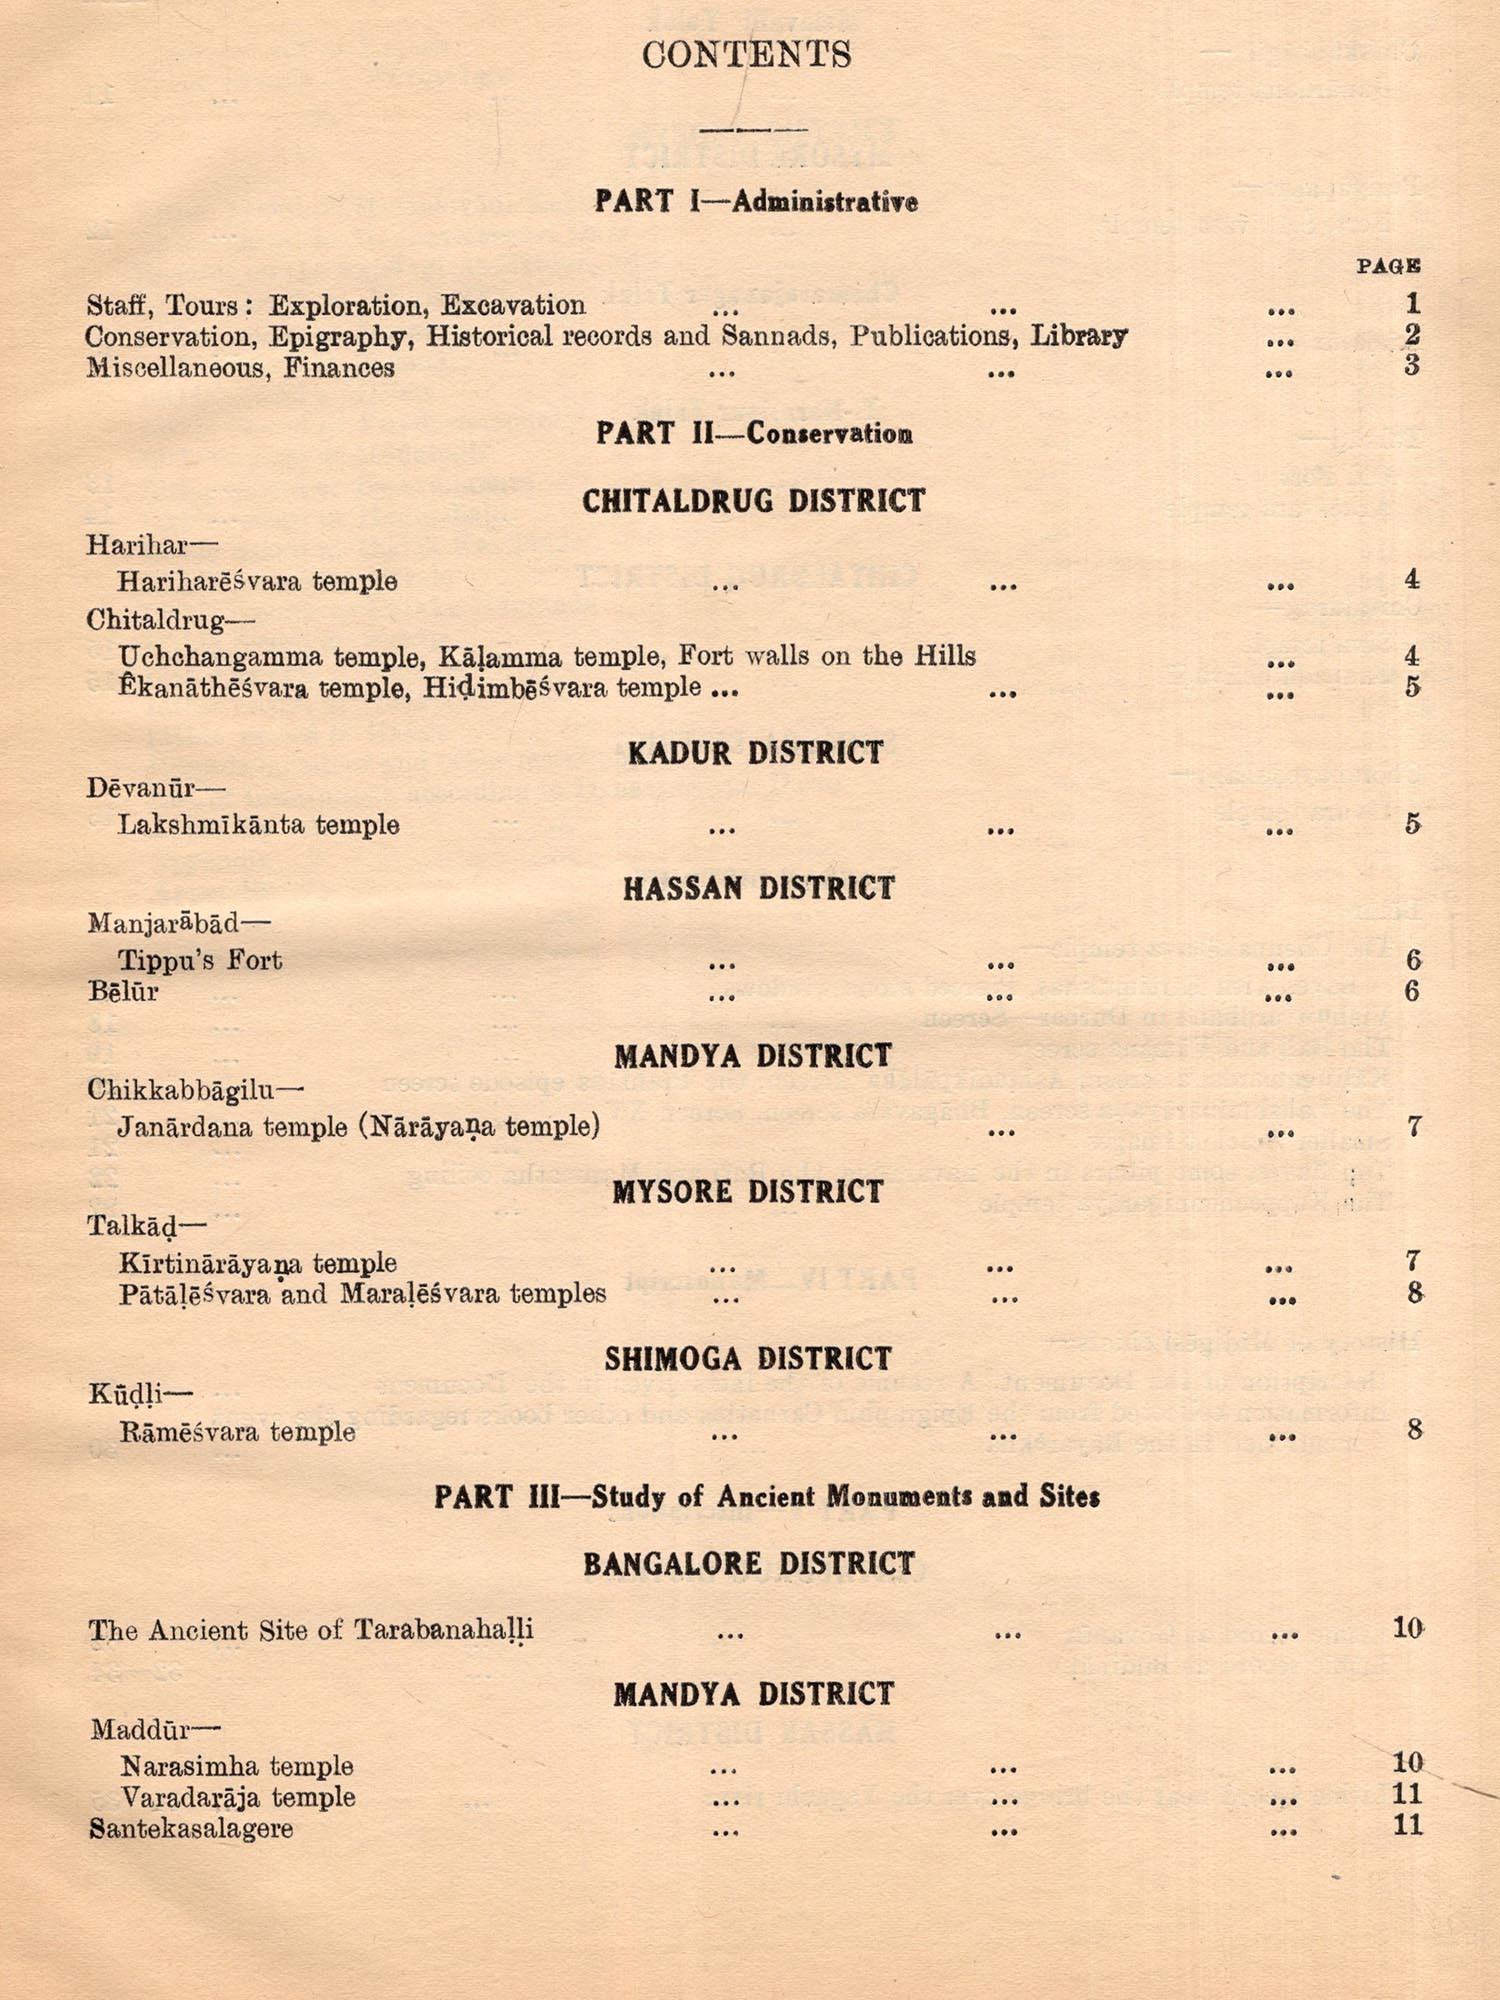 CONTENTS
PART I—Administrative
PAGE
Staff, Tours: Exploration, Excavation ... ... ... 1
Conservation, Epigraphy, Historical records and Sannads, Publications, Library ... 2
Miscellaneous, Finances ... ... ... 3
PART II—Conservation
CHITALDRUG DISTRICT
Harihar—
Hariharēśvara temple ... ... ... 4
Chitaldrug—
Uchchangamma temple, Kāḷamma temple, Fort walls on the Hills ... 4
Êkanāthēśvara temple, Hiḍimbēśvara temple ... ... ... 5
KADUR DISTRICT
Dēvanūr—
Lakshmīkānta temple ... ... ... 5
HASSAN DISTRICT
Manjarābād—
Tippu's Fort ... ... ... 6
Bēlūr ... ... ... 6
MANDYA DISTRICT
Chikkabbāgilu—
Janārdana temple (Nārāyaṇa temple) ... ... 7
MYSORE DISTRICT
Talkāḍ—
Kīrtinārāyaṇa temple ... ... ... 7
Pātāḷēśvara and Maraḷēśvara temples ... ... ... 8
SHIMOGA DISTRICT
Kūḍḷi—
Rāmēśvara temple ... ... ... 8
PART III—Study of Ancient Monuments and Sites
BANGALORE DISTRICT
The Ancient Site of Tarabanahaḷḷi ... ... ... 10
MANDYA DISTRICT
Maddūr—
Narasimha temple ... ... ... 10
Varadarāja temple ... ... ... 11
Santekasalagere ... ... ... 11